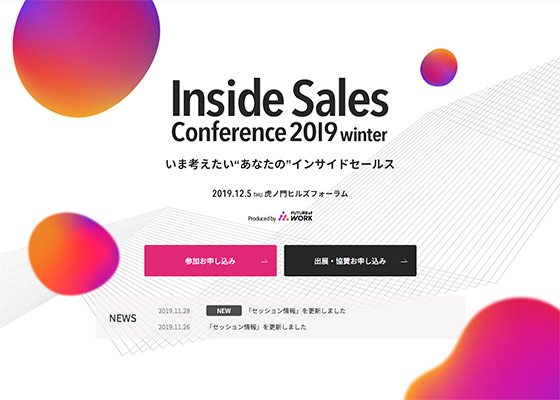 Inside Sales
Conference 2019 winter
いま考えたい“あなたの”インサイドセールス
2019.12.5 THU 虎ノ門ヒルズフォーラム
Produced by FUTURE of WORK
参加お申し込み
出展・協賛お申し込み
NEWS
2019.11.28 NEW 「セッション情報」を更新しました
2019.11.26 「セッション情報」を更新しました